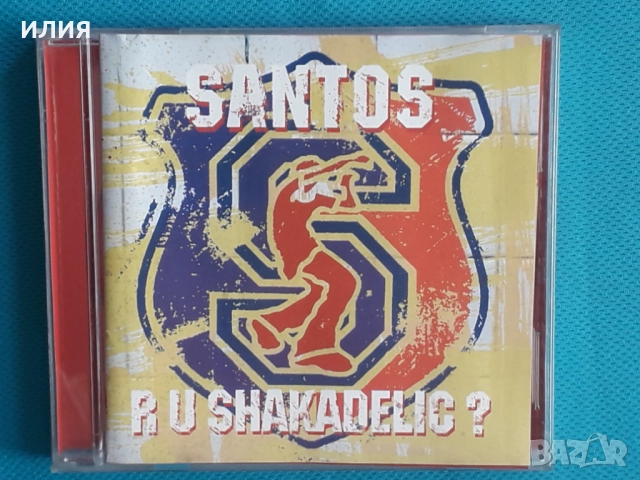 илия
SANTOS
S
R U SHAKADELIC ?
BAZAR